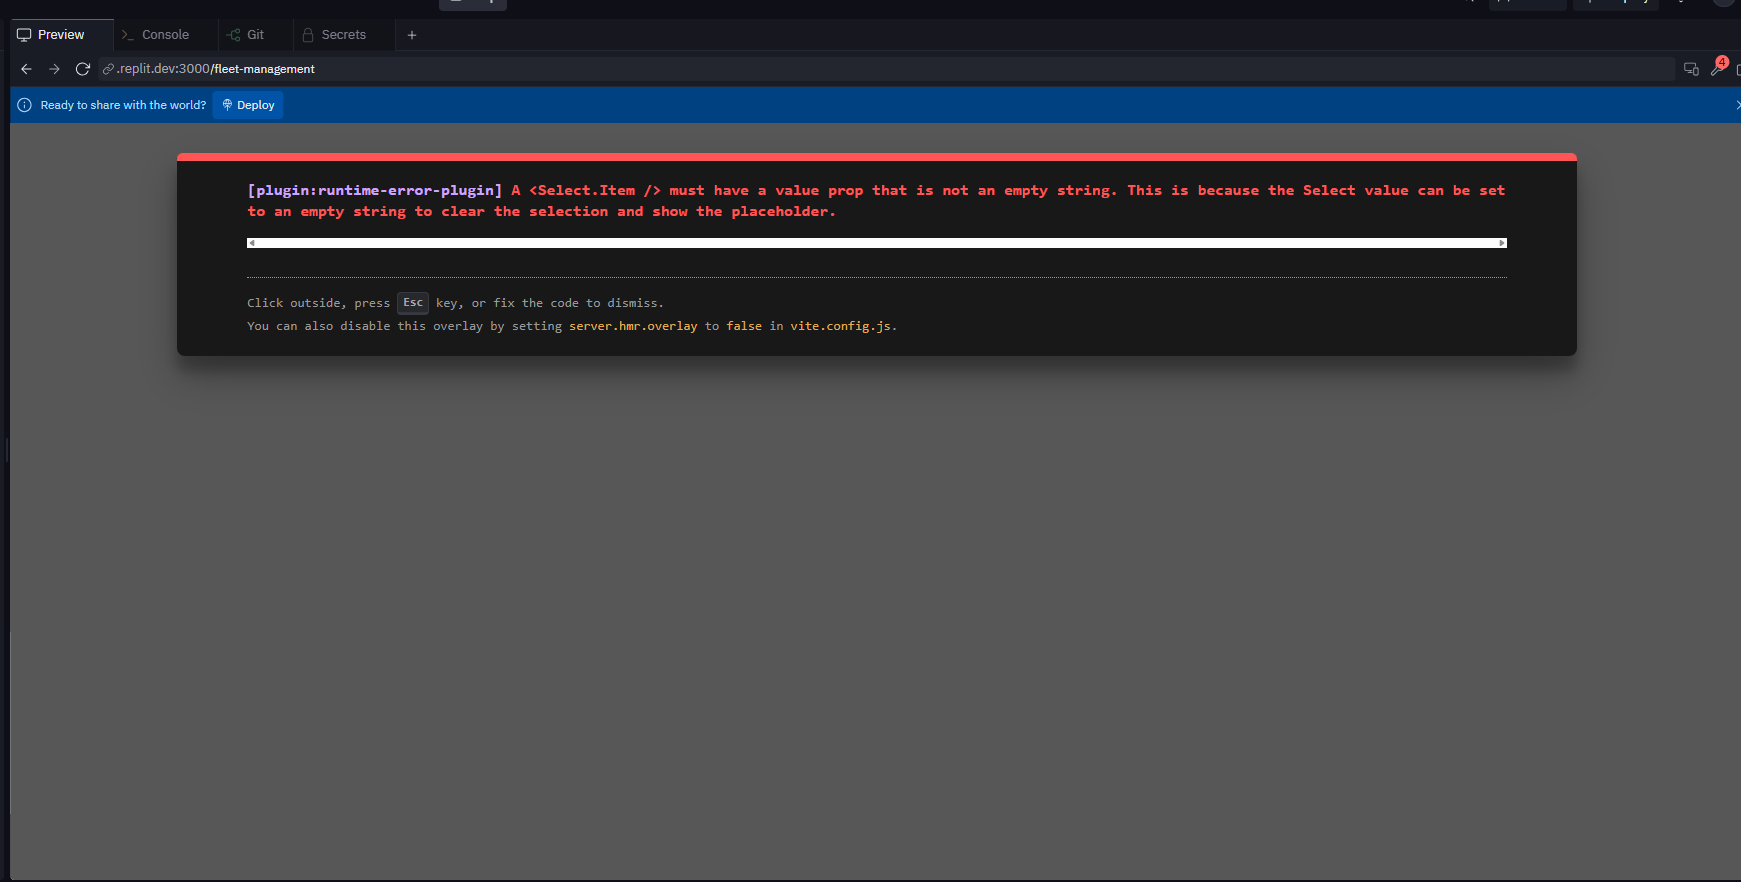 Preview
Console
Git
Secrets
.replit.dev:3000/fleet-management
4
Ready to share with the world?
Deploy
[plugin:runtime-error-plugin] A <Select.Item /> must have a value prop that is not an empty string. This is because the Select value can be set
to an empty string to clear the selection and show the placeholder.
Click outside, press Esc key, or fix the code to dismiss.
You can also disable this overlay by setting server.hmr.overlay to false in vite.config.js.